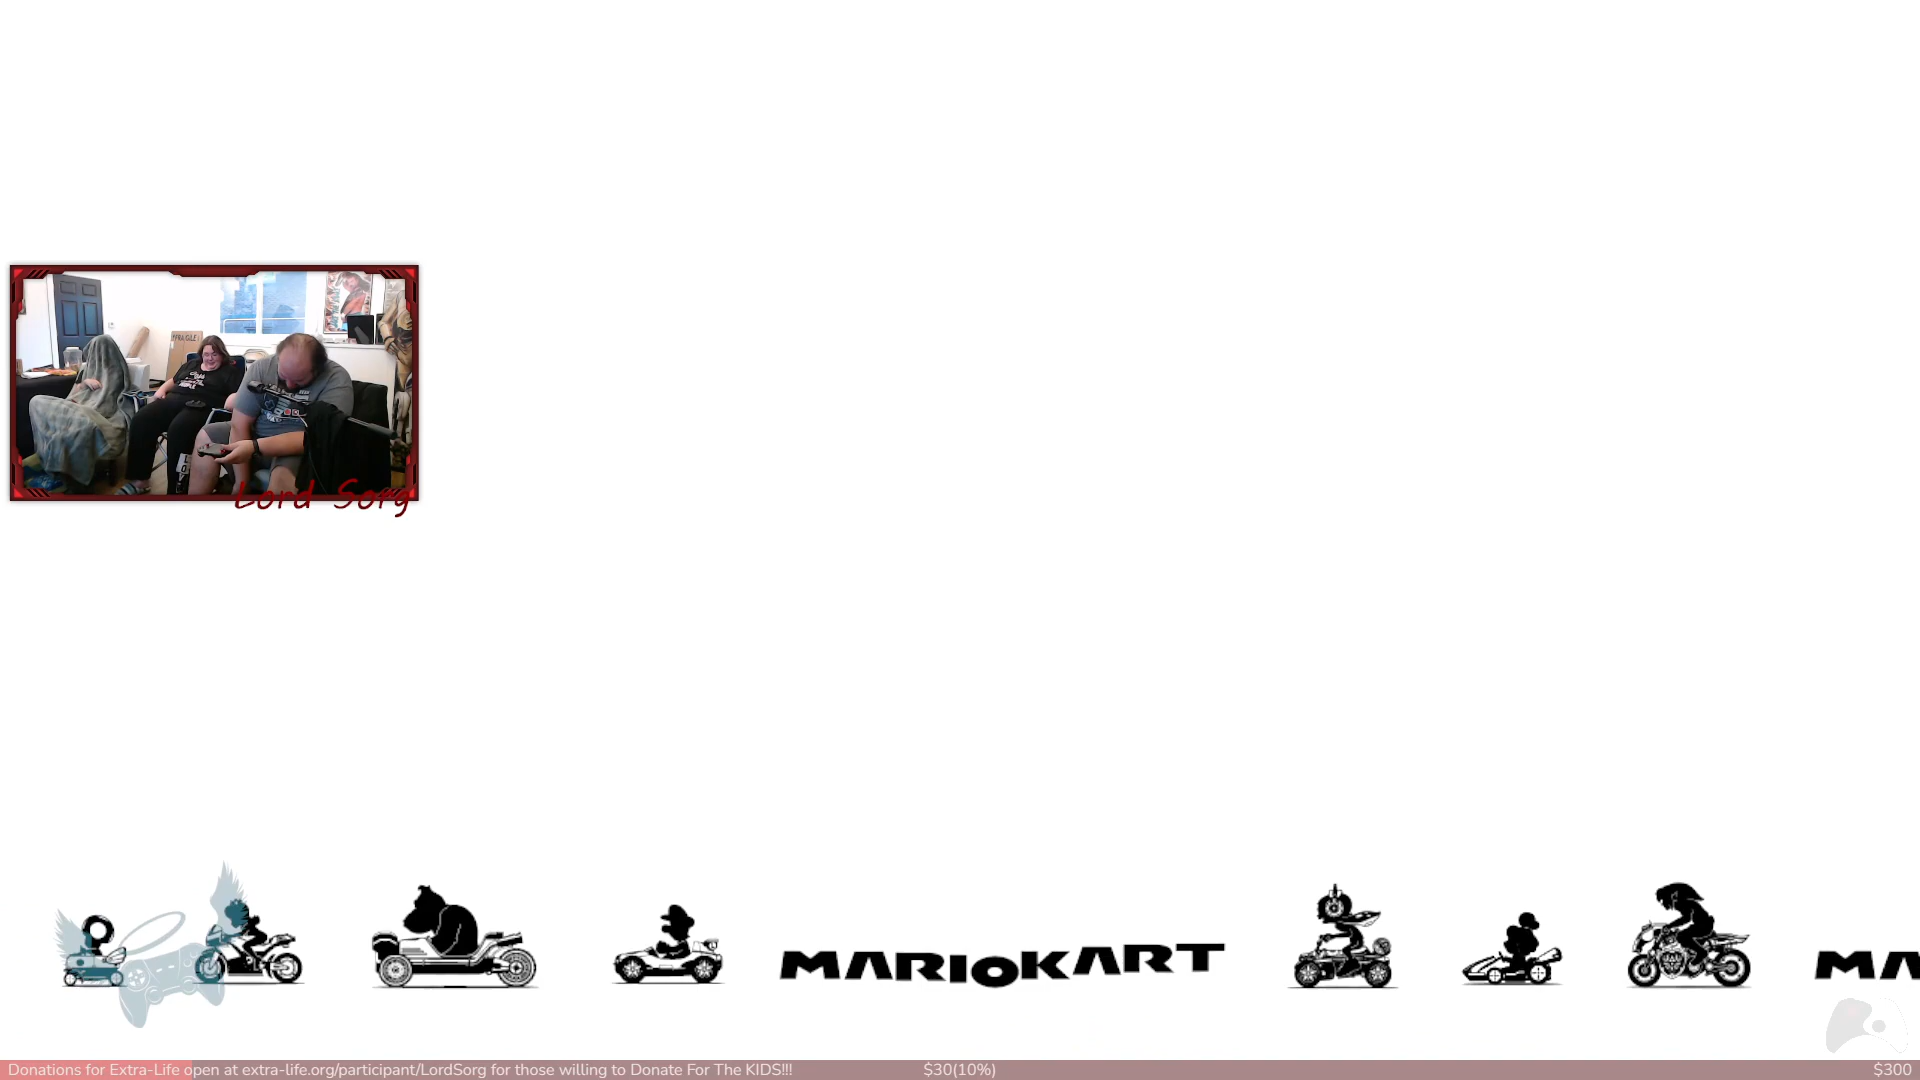 FRAGILE
Lord Sorg
MARIOKART
MA
Donations for Extra-Life open at extra-life.org/participant/LordSorg for those willing to Donate For The KIDS!!!
$30(10%)
$300